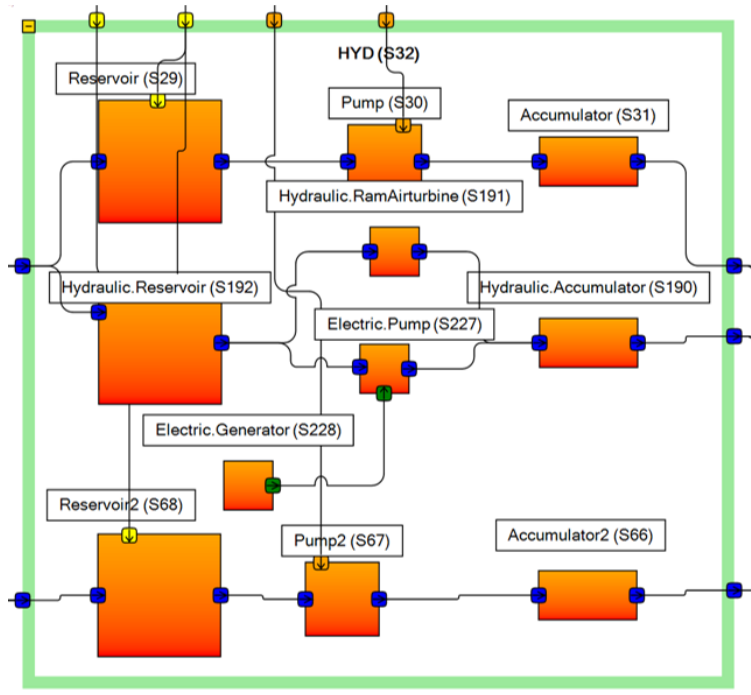 HYD (S32)
Reservoir (S29)
Pump (S30)
Accumulator (S31)
Hydraulic.RamAirturbine (S191)
Hydraulic.Reservoir (S192)
Hydraulic.Accumulator (S190)
Electric.Pump (S227)
Electric.Generator (S228)
Reservoir2 (S68)
Pump2 (S67)
Accumulator2 (S66)